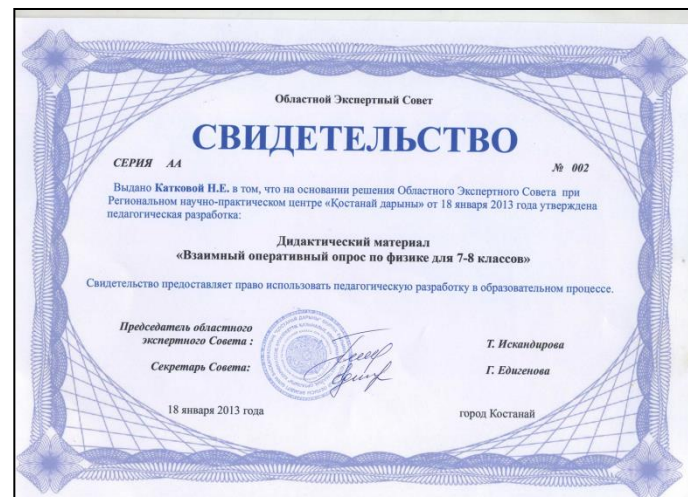 Областной Экспертный Совет
СВИДЕТЕЛЬСТВО
СЕРИЯ АА № 002
Выдано Катковой Н.Е. в том, что на основании решения Областного Экспертного Совета при
Региональном научно-практическом центре «Қостанай дарыны» от 18 января 2013 года утверждена
педагогическая разработка:
Дидактический материал
«Взаимный оперативный опрос по физике для 7-8 классов»
Свидетельство предоставляет право использовать педагогическую разработку в образовательном процессе.
Председатель областного
экспертного Совета : Т. Искандирова
Секретарь Совета: Г. Едигенова
18 января 2013 года город Костанай